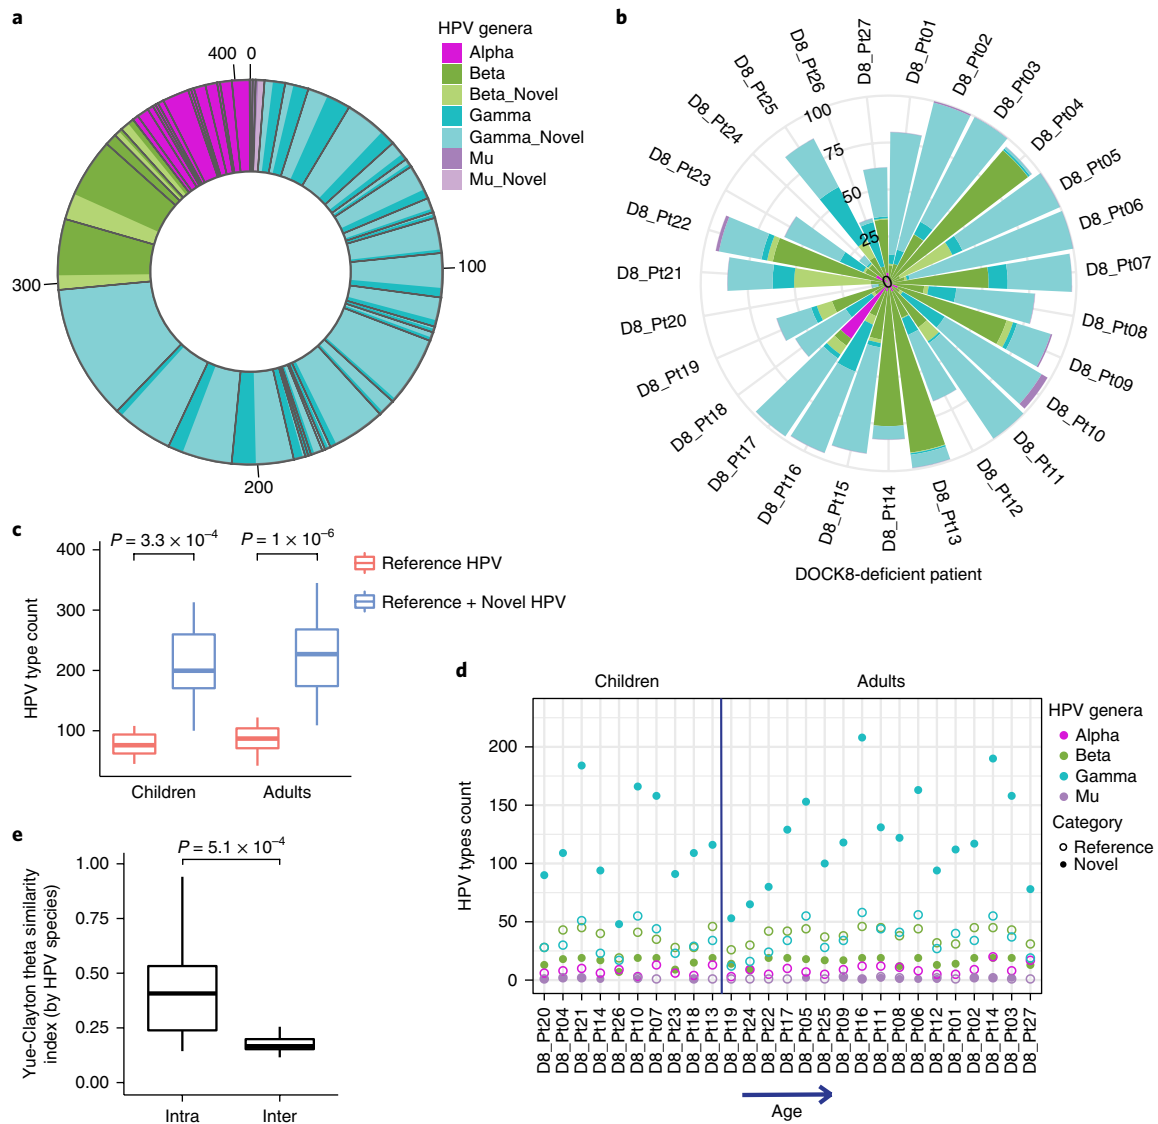 a
400 0
100
200
300
HPV genera
Alpha
Beta
Beta_Novel
Gamma
Gamma_Novel
Mu
Mu_Novel
b
D8_Pt01
D8_Pt02
D8_Pt03
D8_Pt04
D8_Pt05
D8_Pt06
D8_Pt07
D8_Pt08
D8_Pt09
D8_Pt10
D8_Pt11
D8_Pt12
D8_Pt13
D8_Pt14
D8_Pt15
D8_Pt16
D8_Pt17
D8_Pt18
D8_Pt19
D8_Pt20
D8_Pt21
D8_Pt22
D8_Pt23
D8_Pt24
D8_Pt25
D8_Pt26
D8_Pt27
100
75
50
25
0
DOCK8-deficient patient
c
P = 3.3 × 10⁻⁴ P = 1 × 10⁻⁶
HPV type count
400
300
200
100
Children Adults
Reference HPV
Reference + Novel HPV
d
Children Adults
HPV types count
200
150
100
50
0
D8_Pt20
D8_Pt04
D8_Pt21
D8_Pt14
D8_Pt26
D8_Pt10
D8_Pt07
D8_Pt23
D8_Pt18
D8_Pt13
D8_Pt19
D8_Pt24
D8_Pt22
D8_Pt17
D8_Pt05
D8_Pt25
D8_Pt09
D8_Pt16
D8_Pt11
D8_Pt08
D8_Pt06
D8_Pt12
D8_Pt01
D8_Pt02
D8_Pt14
D8_Pt03
D8_Pt27
Age
HPV genera
Alpha
Beta
Gamma
Mu
Category
Reference
Novel
e
P = 5.1 × 10⁻⁴
Yue-Clayton theta similarity
index (by HPV species)
1.00
0.75
0.50
0.25
0.00
Intra Inter